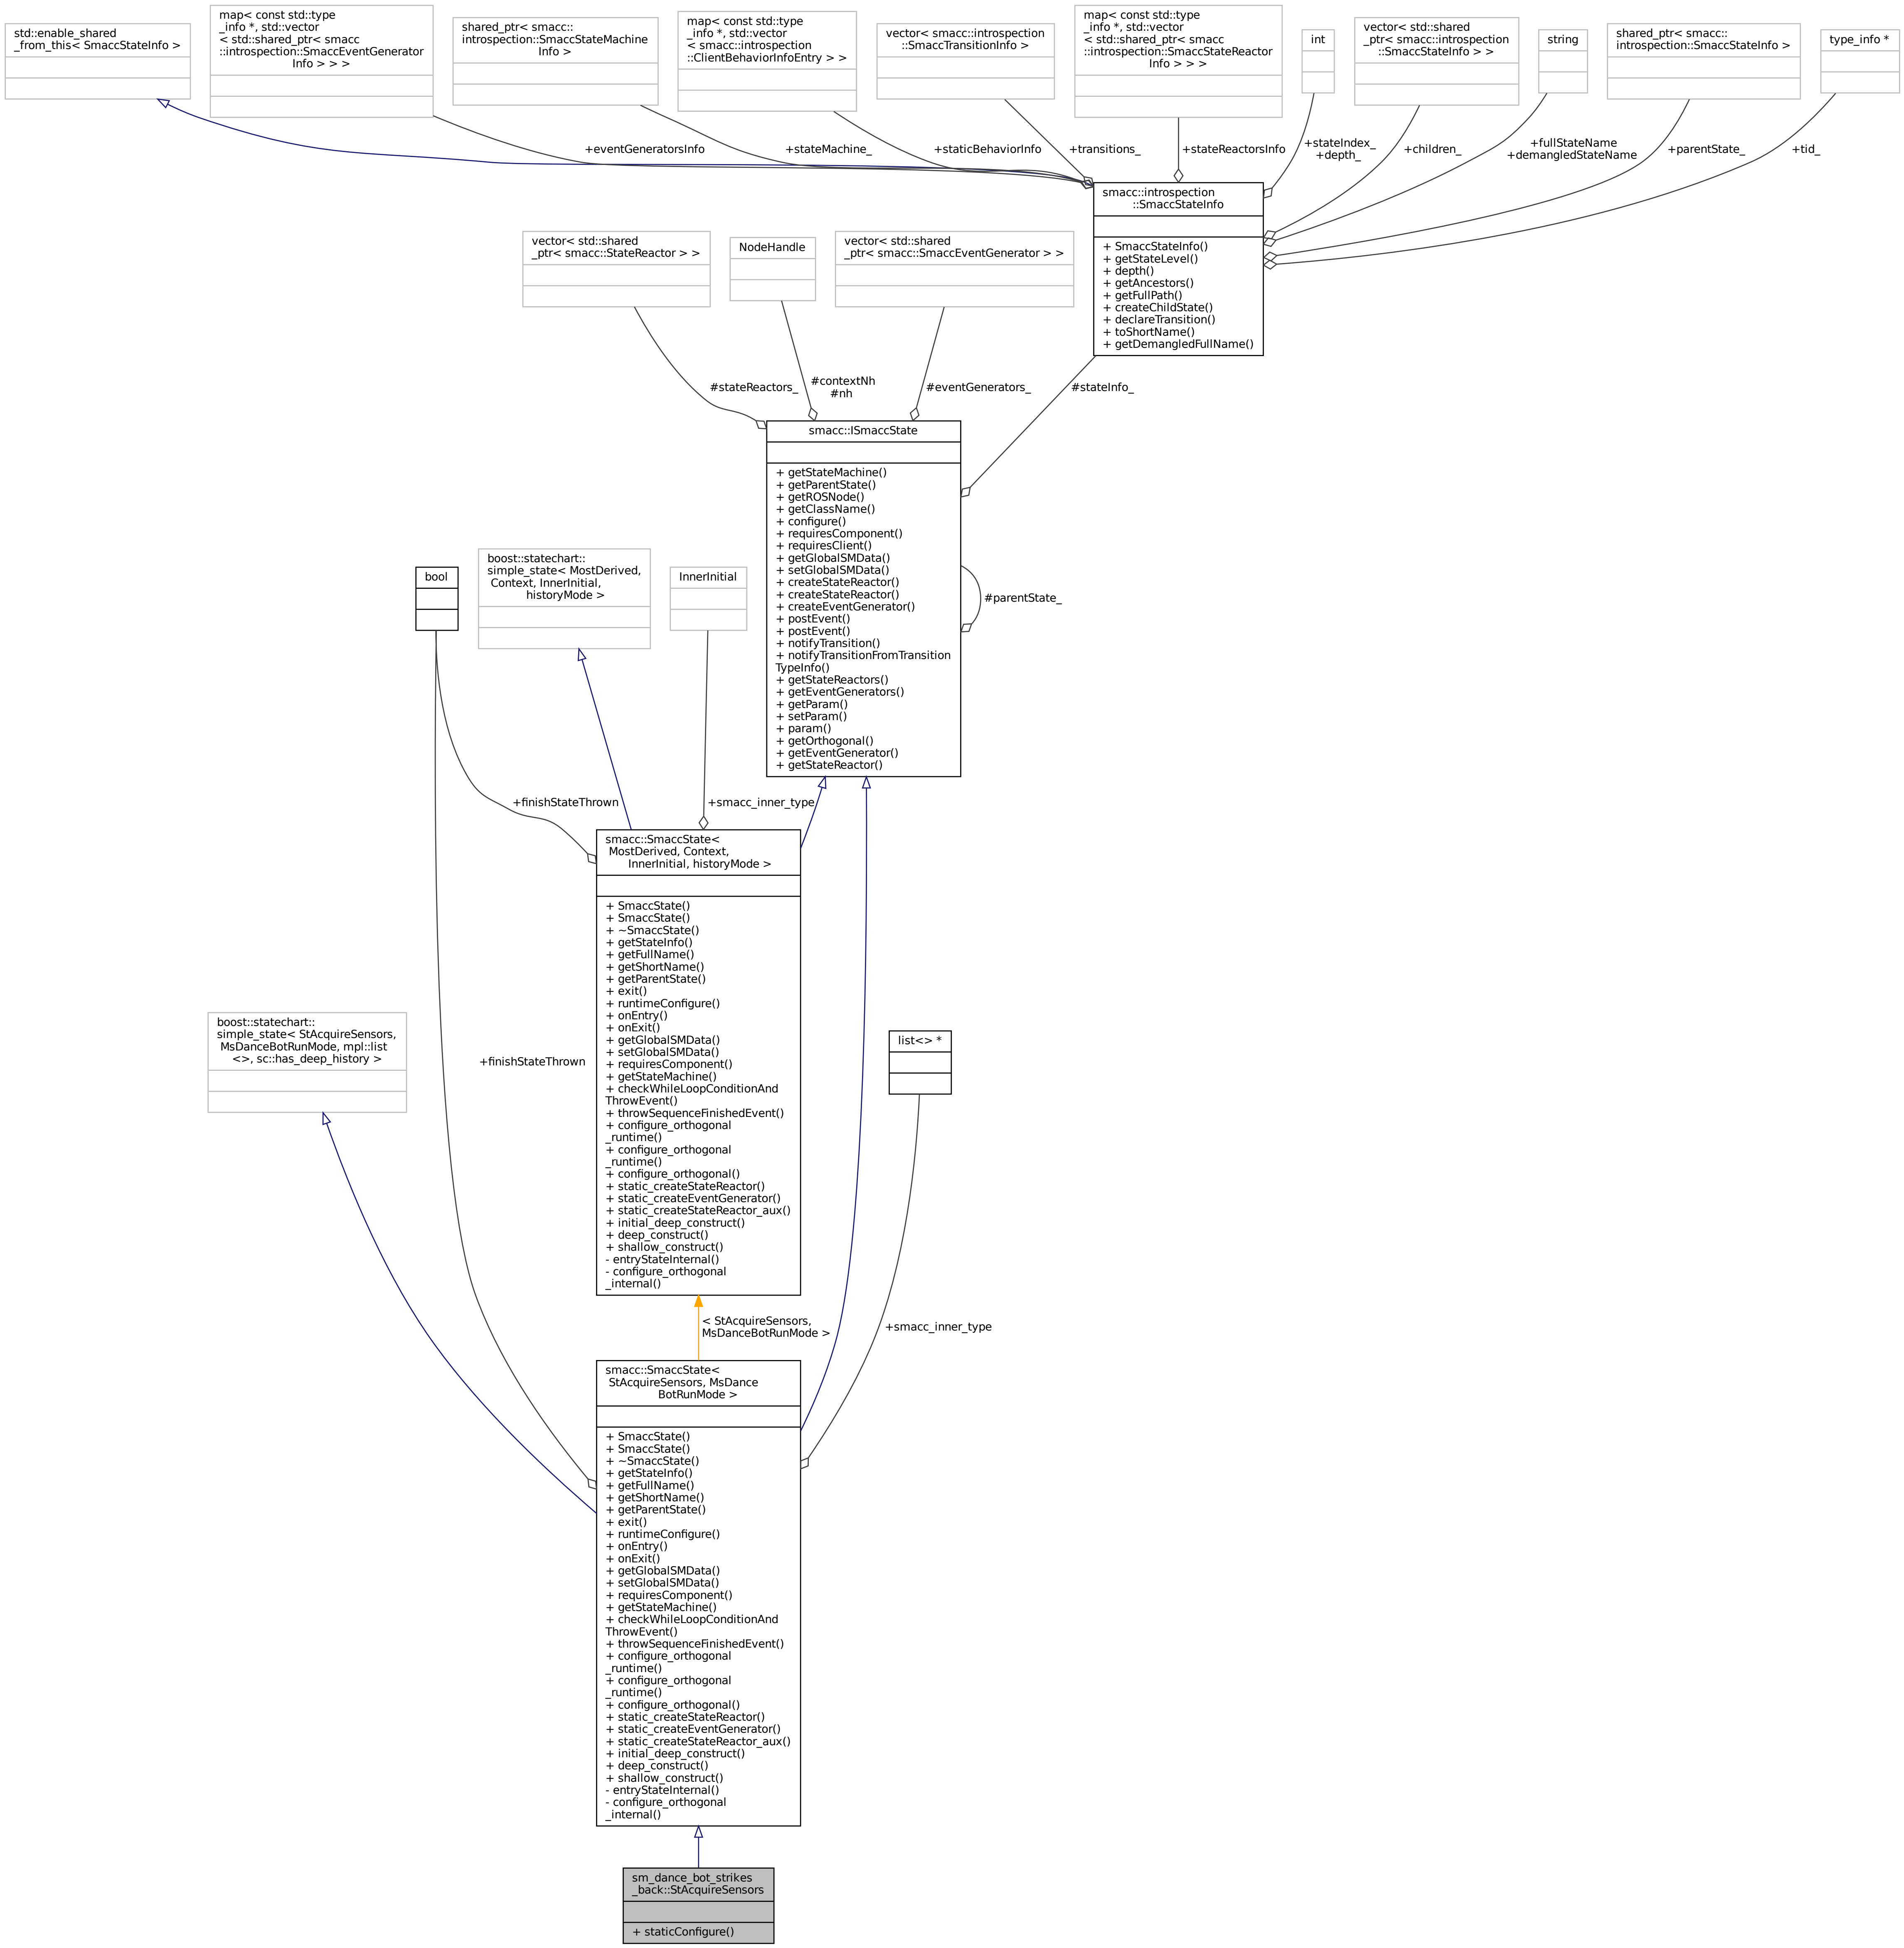 std::enable_shared
_from_this< SmaccStateInfo >
map< const std::type
_info *, std::vector
< std::shared_ptr< smacc
::introspection::SmaccEventGenerator
Info > > >
shared_ptr< smacc::
introspection::SmaccStateMachine
Info >
map< const std::type
_info *, std::vector
< smacc::introspection
::ClientBehaviorInfoEntry > >
vector< smacc::introspection
::SmaccTransitionInfo >
map< const std::type
_info *, std::vector
< std::shared_ptr< smacc
::introspection::SmaccStateReactor
Info > > >
int
vector< std::shared
_ptr< smacc::introspection
::SmaccStateInfo > >
string
shared_ptr< smacc::
introspection::SmaccStateInfo >
type_info *
+eventGeneratorsInfo
+stateMachine_
+staticBehaviorInfo
+transitions_
+stateReactorsInfo
+stateIndex_
+depth_
+children_
+fullStateName
+demangledStateName
+parentState_
+tid_
smacc::introspection
::SmaccStateInfo
+ SmaccStateInfo()
+ getStateLevel()
+ depth()
+ getAncestors()
+ getFullPath()
+ createChildState()
+ declareTransition()
+ toShortName()
+ getDemangledFullName()
vector< std::shared
_ptr< smacc::StateReactor > >
NodeHandle
vector< std::shared
_ptr< smacc::SmaccEventGenerator > >
#stateReactors_
#contextNh
#nh
#eventGenerators_
#stateInfo_
smacc::ISmaccState
+ getStateMachine()
+ getParentState()
+ getROSNode()
+ getClassName()
+ configure()
+ requiresComponent()
+ requiresClient()
+ getGlobalSMData()
+ setGlobalSMData()
+ createStateReactor()
+ createStateReactor()
+ createEventGenerator()
+ postEvent()
+ postEvent()
+ notifyTransition()
+ notifyTransitionFromTransition
TypeInfo()
+ getStateReactors()
+ getEventGenerators()
+ getParam()
+ setParam()
+ param()
+ getOrthogonal()
+ getEventGenerator()
+ getStateReactor()
#parentState_
bool
boost::statechart::
simple_state< MostDerived,
Context, InnerInitial,
historyMode >
InnerInitial
+finishStateThrown
+smacc_inner_type
smacc::SmaccState<
MostDerived, Context,
InnerInitial, historyMode >
+ SmaccState()
+ SmaccState()
+ ~SmaccState()
+ getStateInfo()
+ getFullName()
+ getShortName()
+ getParentState()
+ exit()
+ runtimeConfigure()
+ onEntry()
+ onExit()
+ getGlobalSMData()
+ setGlobalSMData()
+ requiresComponent()
+ getStateMachine()
+ checkWhileLoopConditionAnd
ThrowEvent()
+ throwSequenceFinishedEvent()
+ configure_orthogonal
_runtime()
+ configure_orthogonal
_runtime()
+ configure_orthogonal()
+ static_createStateReactor()
+ static_createEventGenerator()
+ static_createStateReactor_aux()
+ initial_deep_construct()
+ deep_construct()
+ shallow_construct()
- entryStateInternal()
- configure_orthogonal
_internal()
boost::statechart::
simple_state< StAcquireSensors,
MsDanceBotRunMode, mpl::list
<>, sc::has_deep_history >
+finishStateThrown
list<> *
< StAcquireSensors,
MsDanceBotRunMode >
+smacc_inner_type
smacc::SmaccState<
StAcquireSensors, MsDance
BotRunMode >
+ SmaccState()
+ SmaccState()
+ ~SmaccState()
+ getStateInfo()
+ getFullName()
+ getShortName()
+ getParentState()
+ exit()
+ runtimeConfigure()
+ onEntry()
+ onExit()
+ getGlobalSMData()
+ setGlobalSMData()
+ requiresComponent()
+ getStateMachine()
+ checkWhileLoopConditionAnd
ThrowEvent()
+ throwSequenceFinishedEvent()
+ configure_orthogonal
_runtime()
+ configure_orthogonal
_runtime()
+ configure_orthogonal()
+ static_createStateReactor()
+ static_createEventGenerator()
+ static_createStateReactor_aux()
+ initial_deep_construct()
+ deep_construct()
+ shallow_construct()
- entryStateInternal()
- configure_orthogonal
_internal()
sm_dance_bot_strikes
_back::StAcquireSensors
+ staticConfigure()